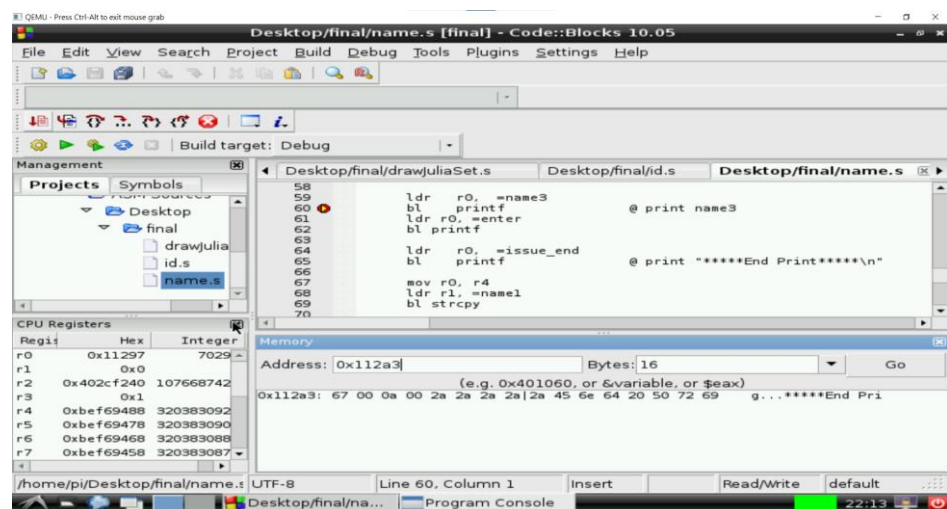 QEMU - Press Ctrl-Alt to exit mouse grab
Desktop/final/name.s [final] - Code::Blocks 10.05
File Edit View Search Project Build Debug Tools Plugins Settings Help
Build target: Debug
Management
Projects Symbols
Desktop
final
drawJulia
id.s
name.s
Desktop/final/drawJuliaSet.s Desktop/final/id.s Desktop/final/name.s
58
59 ldr r0, =name3
60 bl printf @ print name3
61 ldr r0, =enter
62 bl printf
63
64 ldr r0, =issue_end
65 bl printf @ print "*****End Print*****\n"
66
67 mov r0, r4
68 ldr r1, =name1
69 bl strcpy
70
CPU Registers
Regis Hex Integer
r0 0x11297 7029
r1 0x0
r2 0x402cf240 107668742
r3 0x1
r4 0xbef69488 320383092
r5 0xbef69478 320383090
r6 0xbef69468 320383088
r7 0xbef69458 320383087
Memory
Address: 0x112a3 Bytes: 16 Go
(e.g. 0x401060, or &variable, or $eax)
0x112a3: 67 00 0a 00 2a 2a 2a 2a|2a 45 6e 64 20 50 72 69 g...*****End Pri
/home/pi/Desktop/final/name.s UTF-8 Line 60, Column 1 Insert Read/Write default
Desktop/final/na... Program Console 22:13